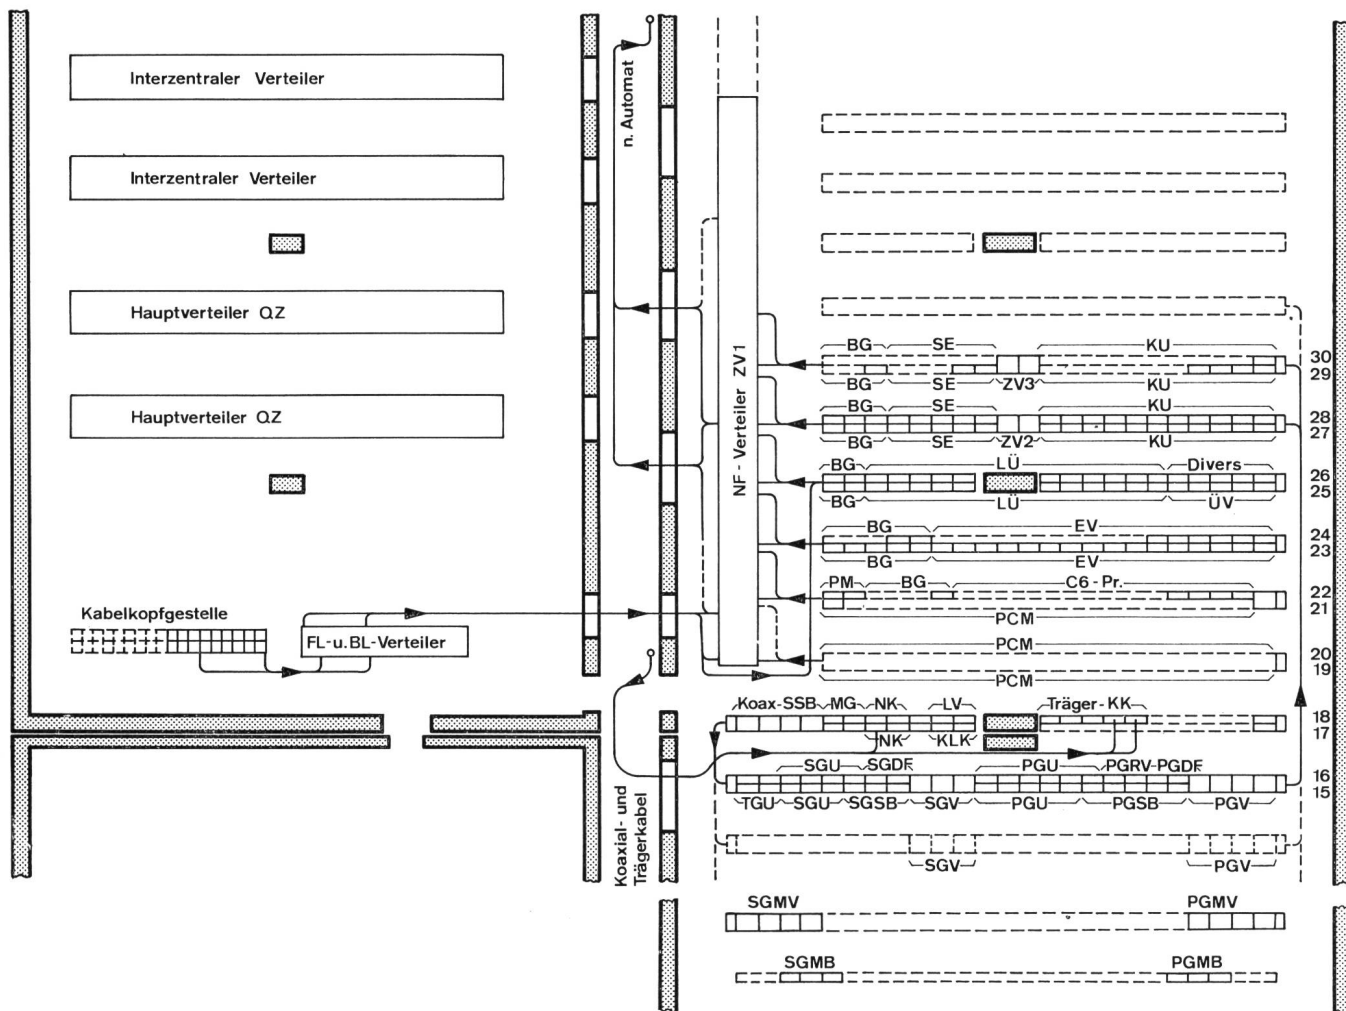 Interzentraler Verteiler
Interzentraler Verteiler
Hauptverteiler QZ
Hauptverteiler QZ
Kabelkopfgestelle
FL-u.BL-Verteiler
n. Automat
NF-Verteiler ZV1
Koaxial- und
Trägerkabel
BG SE KU
30
29
BG SE ZV3 KU
BG SE KU
28
27
BG SE ZV2 KU
BG LÜ Divers
26
25
BG LÜ ÜV
BG EV
24
23
BG EV
PM BG C6-Pr.
22
21
PCM
PCM
20
19
PCM
Koax-SSB MG NK LV Träger-KK
18
17
NK KLK
SGU SGDF PGU PGRV-PGDF
16
15
TGU SGU SGSB SGV PGU PGSB PGV
SGV PGV
SGMV PGMV
SGMB PGMB